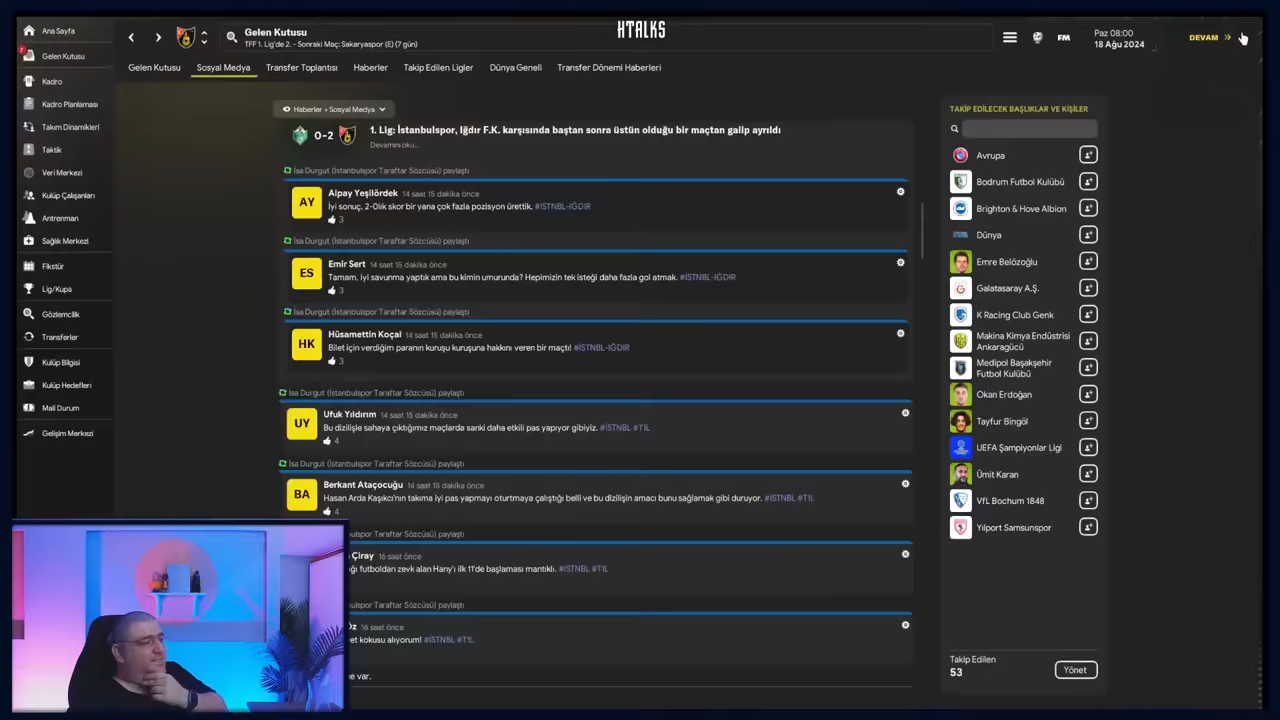 HTALKS
Ana Sayfa
Gelen Kutusu
Kadro
Kadro Planlaması
Takım Dinamikleri
Taktik
Veri Merkezi
Kulüp Çalışanları
Antrenman
Sağlık Merkezi
Fikstür
Lig/Kupa
Gözlemcilik
Transferler
Kulüp Bilgisi
Kulüp Hedefleri
Mali Durum
Gelişim Merkezi
Gelen Kutusu
TFF 1. Lig'de 2. - Sonraki Maç: Sakaryaspor (E) (7 gün)
FM
Paz 08:00
18 Ağu 2024
DEVAM
Gelen Kutusu Sosyal Medya Transfer Toplantısı Haberler Takip Edilen Ligler Dünya Geneli Transfer Dönemi Haberleri
Haberler + Sosyal Medya
0-2 1. Lig: İstanbulspor, Iğdır F.K. karşısında baştan sonra üstün olduğu bir maçtan galip ayrıldı
Devamını oku...
İsa Durgut (İstanbulspor Taraftar Sözcüsü) paylaştı
AY
Alpay Yeşilördek 14 saat 15 dakika önce
İyi sonuç, 2-0lık skor bir yana çok fazla pozisyon ürettik. #İSTNBL-IĞDIR
3
İsa Durgut (İstanbulspor Taraftar Sözcüsü) paylaştı
ES
Emir Sert 14 saat 15 dakika önce
Tamam. iyi savunma yaptık ama bu kimin umurunda? Hepimizin tek isteği daha fazla gol atmak. #İSTNBL-IĞDIR
3
İsa Durgut (İstanbulspor Taraftar Sözcüsü) paylaştı
HK
Hüsamettin Koçal 14 saat 15 dakika önce
Bilet için verdiğim paranın kuruşu kuruşuna hakkını veren bir maçtı! #İSTNBL-IĞDIR
3
İsa Durgut (İstanbulspor Taraftar Sözcüsü) paylaştı
UY
Ufuk Yıldırım 14 saat 15 dakika önce
Bu dizilişle sahaya çıktığımız maçlarda sanki daha etkili pas yapıyor gibiyiz. #İSTNBL #T1L
4
İsa Durgut (İstanbulspor Taraftar Sözcüsü) paylaştı
BA
Berkant Ataçocuğu 14 saat 15 dakika önce
Hasan Arda Kaşıkcı'nın takıma iyi pas yapmayı oturtmaya çalıştığı belli ve bu dizilişin amacı bunu sağlamak gibi duruyor. #İSTNBL #T1L
4
bulspor Taraftar Sözcüsü) paylaştı
Çiray 16 saat önce
ğı futboldan zevk alan Hany'ı ilk 11'de başlaması mantıklı. #İSTNBL #T1L
bulspor Taraftar Sözcüsü) paylaştı
öz 16 saat önce
et kokusu alıyorum! #İSTNBL #T1L
e var.
TAKİP EDİLECEK BAŞLIKLAR VE KİŞİLER
Avrupa
Bodrum Futbol Kulübü
Brighton & Hove Albion
Dünya
Emre Belözoğlu
Galatasaray A.Ş.
K Racing Club Genk
Makina Kimya Endüstrisi
Ankaragücü
Medipol Başakşehir
Futbol Kulübü
Okan Erdoğan
Tayfur Bingöl
UEFA Şampiyonlar Ligi
Ümit Karan
VfL Bochum 1848
Yılport Samsunspor
Takip Edilen
53
Yönet